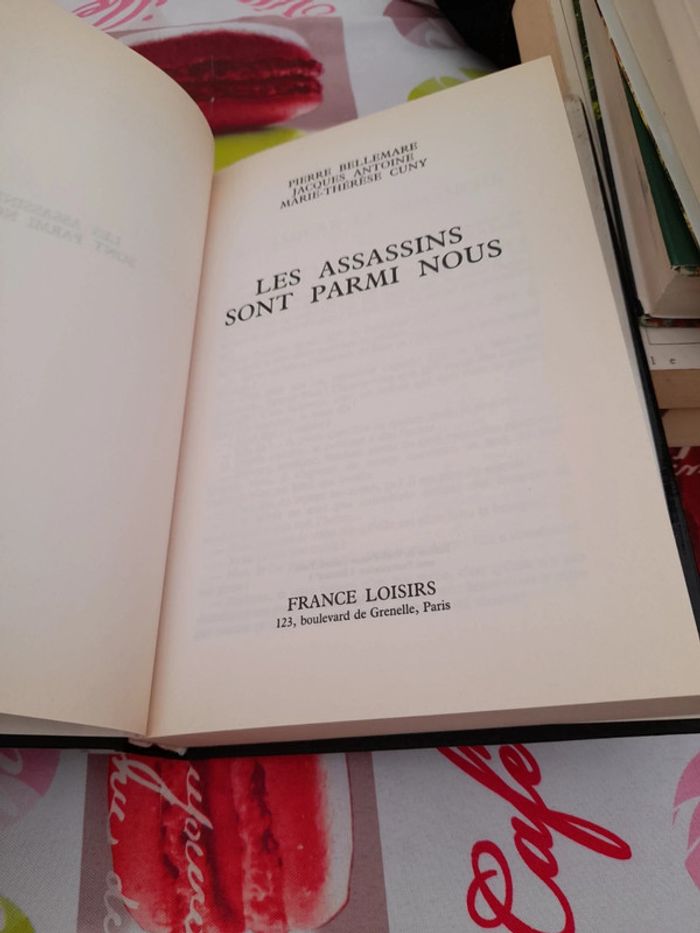 PIERRE BELLEMARE
JACQUES ANTOINE
MARIE-THÉRÈSE CUNY
LES ASSASSINS
SONT PARMI NOUS
FRANCE LOISIRS
123, boulevard de Grenelle, Paris
Café